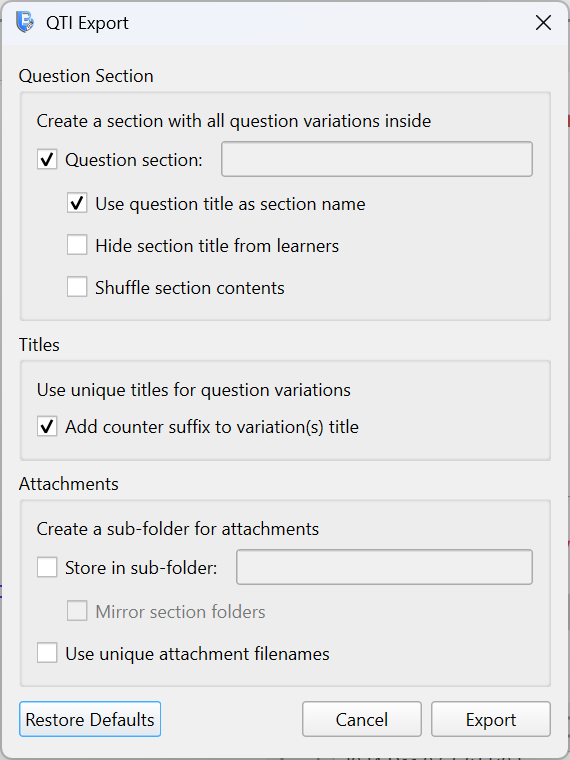 QTI Export
Question Section
Create a section with all question variations inside
Question section:
Use question title as section name
Hide section title from learners
Shuffle section contents
Titles
Use unique titles for question variations
Add counter suffix to variation(s) title
Attachments
Create a sub-folder for attachments
Store in sub-folder:
Mirror section folders
Use unique attachment filenames
Restore Defaults
Cancel
Export